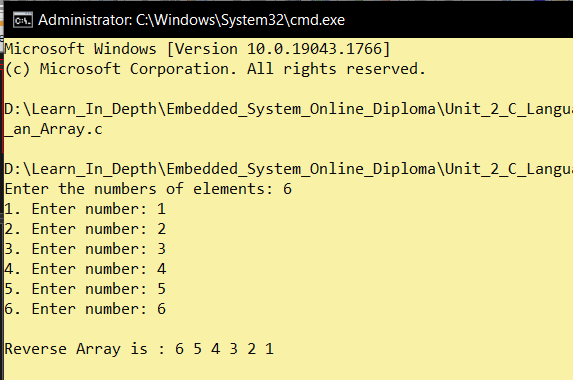 Administrator: C:\Windows\System32\cmd.exe
Microsoft Windows [Version 10.0.19043.1766]
(c) Microsoft Corporation. All rights reserved.
D:\Learn_In_Depth\Embedded_System_Online_Diploma\Unit_2_C_Langua
_an_Array.c
D:\Learn_In_Depth\Embedded_System_Online_Diploma\Unit_2_C_Langua
Enter the numbers of elements: 6
1. Enter number: 1
2. Enter number: 2
3. Enter number: 3
4. Enter number: 4
5. Enter number: 5
6. Enter number: 6
Reverse Array is : 6 5 4 3 2 1